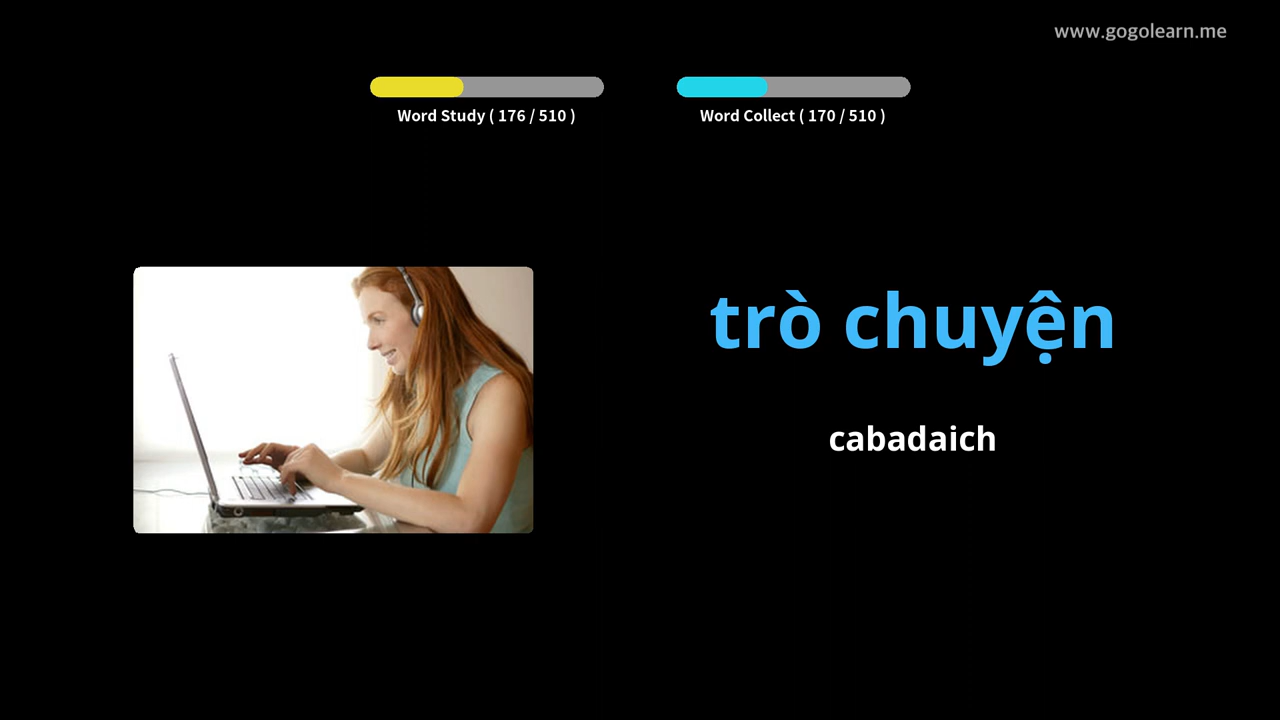 www.gogolearn.me
Word Study ( 176 / 510 )
Word Collect ( 170 / 510 )
trò chuyện
cabadaich